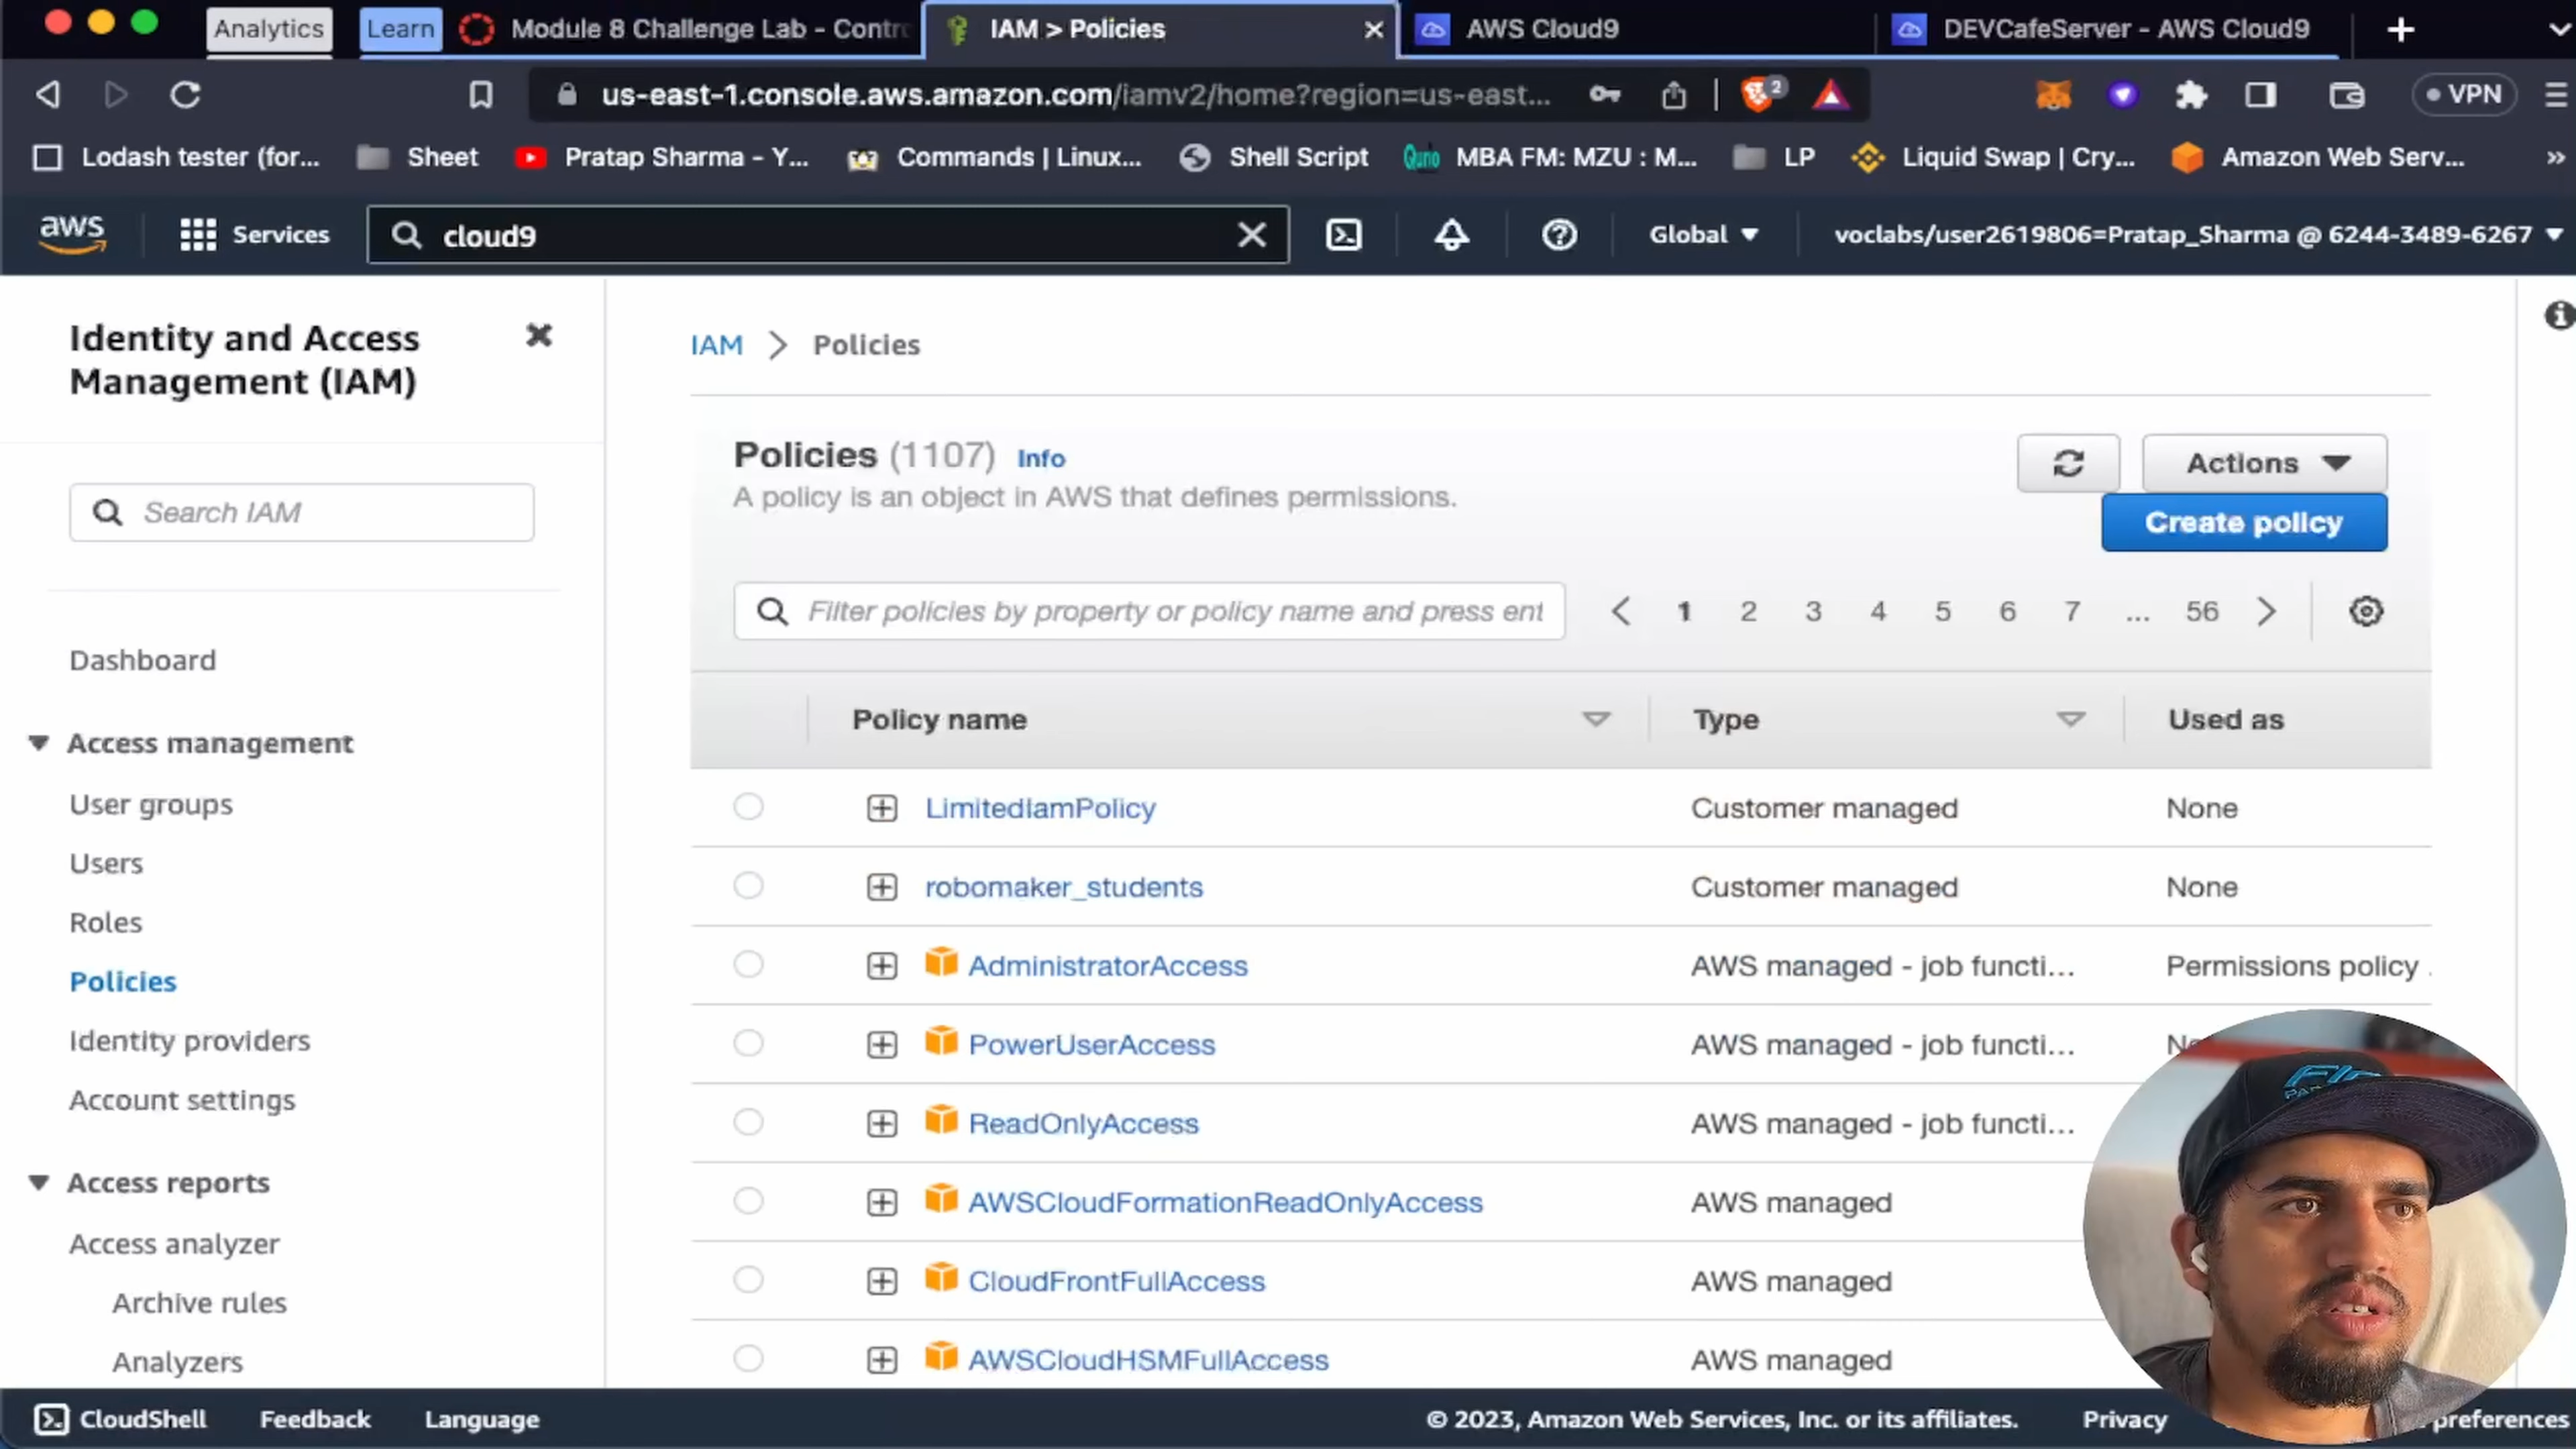 Analytics
Learn
Module 8 Challenge Lab - Contro
IAM > Policies
AWS Cloud9
DEVCafeServer - AWS Cloud9
us-east-1.console.aws.amazon.com/iamv2/home?region=us-east...
2
VPN
Lodash tester (for...
Sheet
Pratap Sharma - Y...
Commands | Linux...
Shell Script
MBA FM: MZU : M...
LP
Liquid Swap | Cry...
Amazon Web Serv...
aws
Services
cloud9
Global
voclabs/user2619806=Pratap_Sharma @ 6244-3489-6267
Identity and Access
Management (IAM)
Search IAM
Dashboard
Access management
User groups
Users
Roles
Policies
Identity providers
Account settings
Access reports
Access analyzer
Archive rules
Analyzers
IAM > Policies
Policies (1107) Info
A policy is an object in AWS that defines permissions.
Actions
Create policy
Filter policies by property or policy name and press ent
1 2 3 4 5 6 7 ... 56
Policy name Type Used as
LimitedIamPolicy Customer managed None
robomaker_students Customer managed None
AdministratorAccess AWS managed - job functi... Permissions policy
PowerUserAccess AWS managed - job functi...
ReadOnlyAccess AWS managed - job functi...
AWSCloudFormationReadOnlyAccess AWS managed
CloudFrontFullAccess AWS managed
AWSCloudHSMFullAccess AWS managed
CloudShell
Feedback
Language
© 2023, Amazon Web Services, Inc. or its affiliates.
Privacy
preferences